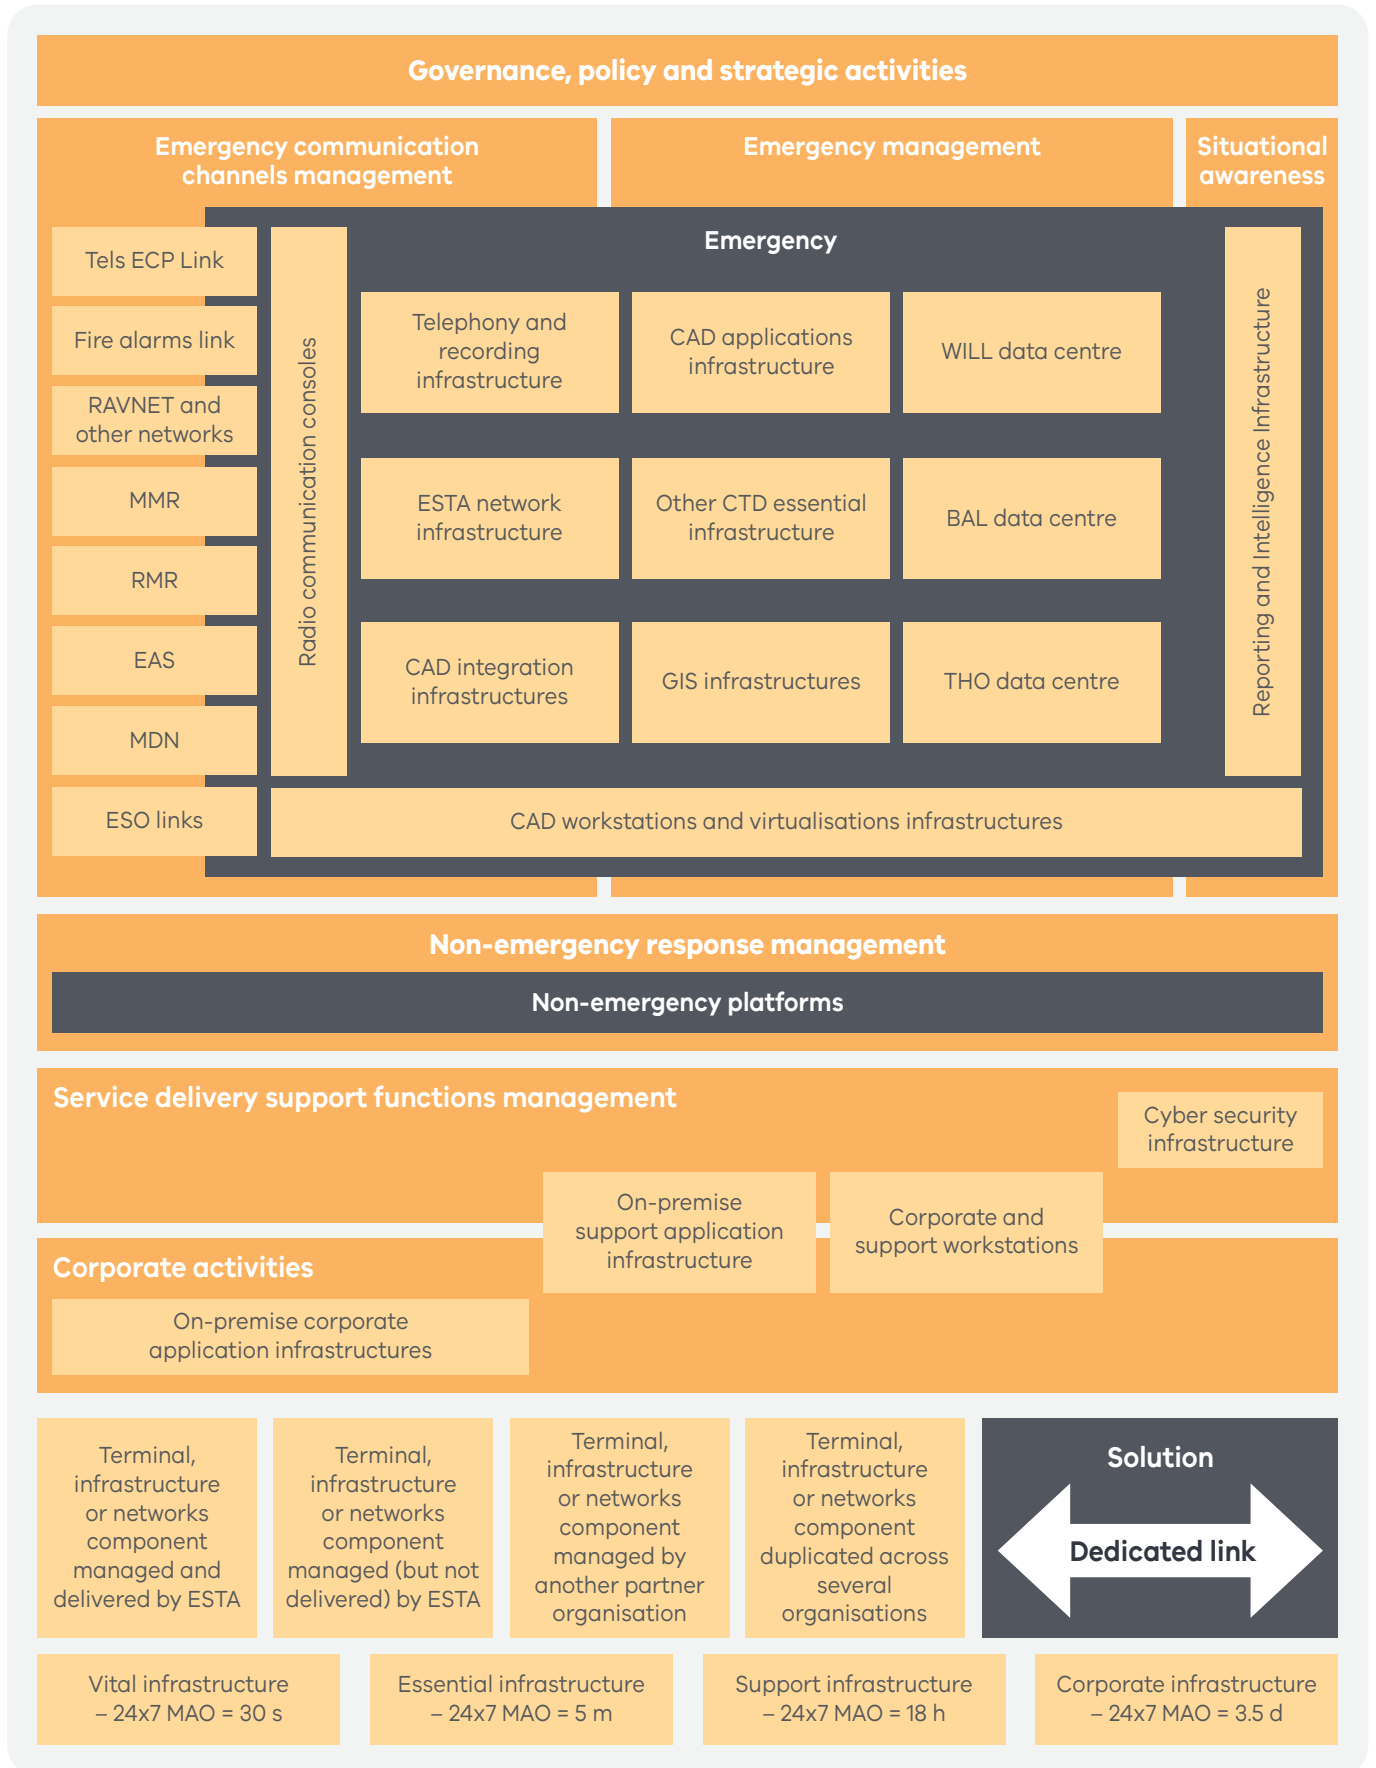 Governance, policy and strategic activities
Emergency communication
channels management
Emergency management
Situational
awareness
Emergency
Tels ECP Link
Fire alarms link
RAVNET and
other networks
MMR
RMR
EAS
MDN
ESO links
Radio communication consoles
Telephony and
recording
infrastructure
CAD applications
infrastructure
WILL data centre
ESTA network
infrastructure
Other CTD essential
infrastructure
BAL data centre
CAD integration
infrastructures
GIS infrastructures
THO data centre
Reporting and Intelligence Infrastructure
CAD workstations and virtualisations infrastructures
Non-emergency response management
Non-emergency platforms
Service delivery support functions management
Cyber security
infrastructure
On-premise
support application
infrastructure
Corporate and
support workstations
Corporate activities
On-premise corporate
application infrastructures
Terminal,
infrastructure
or networks
component
managed and
delivered by ESTA
Terminal,
infrastructure
or networks
component
managed (but not
delivered) by ESTA
Terminal,
infrastructure
or networks
component
managed by
another partner
organisation
Terminal,
infrastructure
or networks
component
duplicated across
several
organisations
Solution
Dedicated link
Vital infrastructure
– 24x7 MAO = 30 s
Essential infrastructure
– 24x7 MAO = 5 m
Support infrastructure
– 24x7 MAO = 18 h
Corporate infrastructure
– 24x7 MAO = 3.5 d